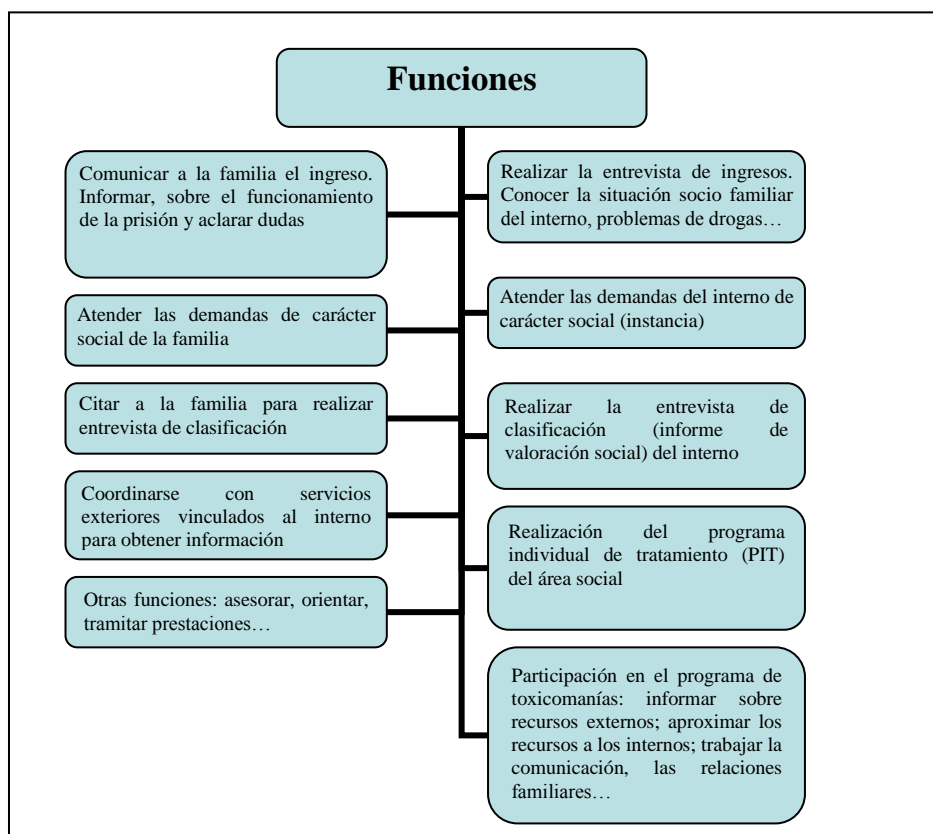 Funciones
Comunicar a la familia el ingreso.
Informar, sobre el funcionamiento
de la prisión y aclarar dudas
Realizar la entrevista de ingresos.
Conocer la situación socio familiar
del interno, problemas de drogas…
Atender las demandas de carácter
social de la familia
Atender las demandas del interno de
carácter social (instancia)
Citar a la familia para realizar
entrevista de clasificación
Realizar la entrevista de
clasificación (informe de
valoración social) del interno
Coordinarse con servicios
exteriores vinculados al interno
para obtener información
Realización del programa
individual de tratamiento (PIT)
del área social
Otras funciones: asesorar, orientar,
tramitar prestaciones…
Participación en el programa de
toxicomanías: informar sobre
recursos externos; aproximar los
recursos a los internos; trabajar la
comunicación, las relaciones
familiares…